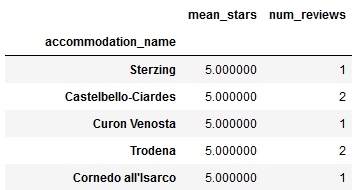 mean_stars num_reviews
accommodation_name
Sterzing 5.000000 1
Castelbello-Ciardes 5.000000 2
Curon Venosta 5.000000 1
Trodena 5.000000 2
Cornedo all'Isarco 5.000000 1